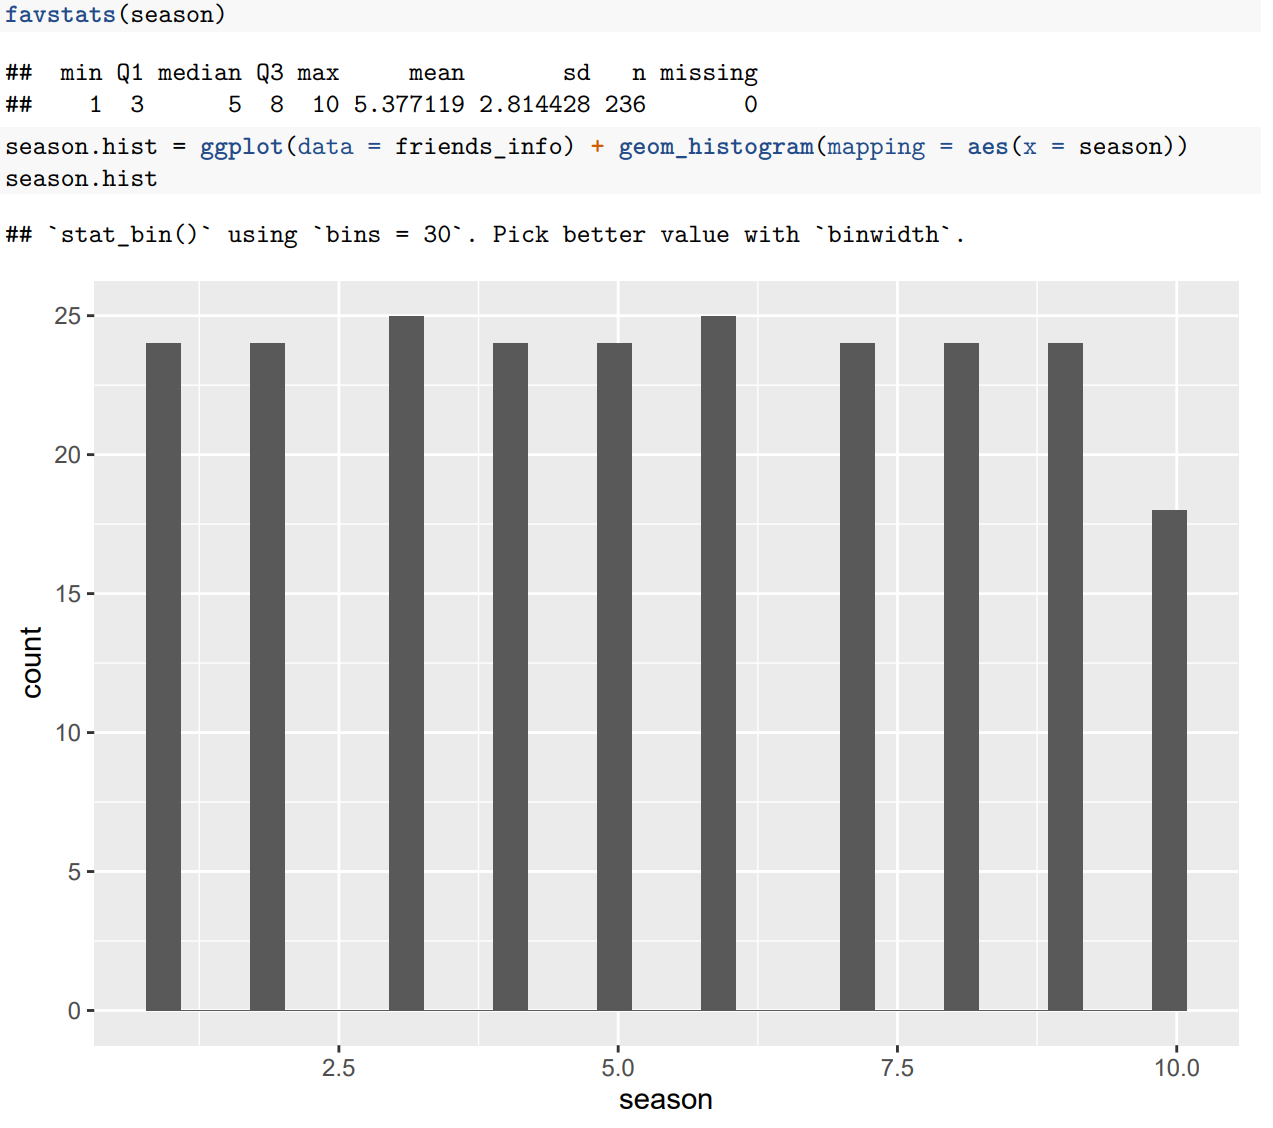 favstats(season)
##  min Q1 median Q3 max     mean       sd   n missing
##    1  3      5  8  10 5.377119 2.814428 236       0
season.hist = ggplot(data = friends_info) + geom_histogram(mapping = aes(x = season))
season.hist
## `stat_bin()` using `bins = 30`. Pick better value with `binwidth`.
25
20
15
10
5
0
count
2.5 5.0 7.5 10.0
season